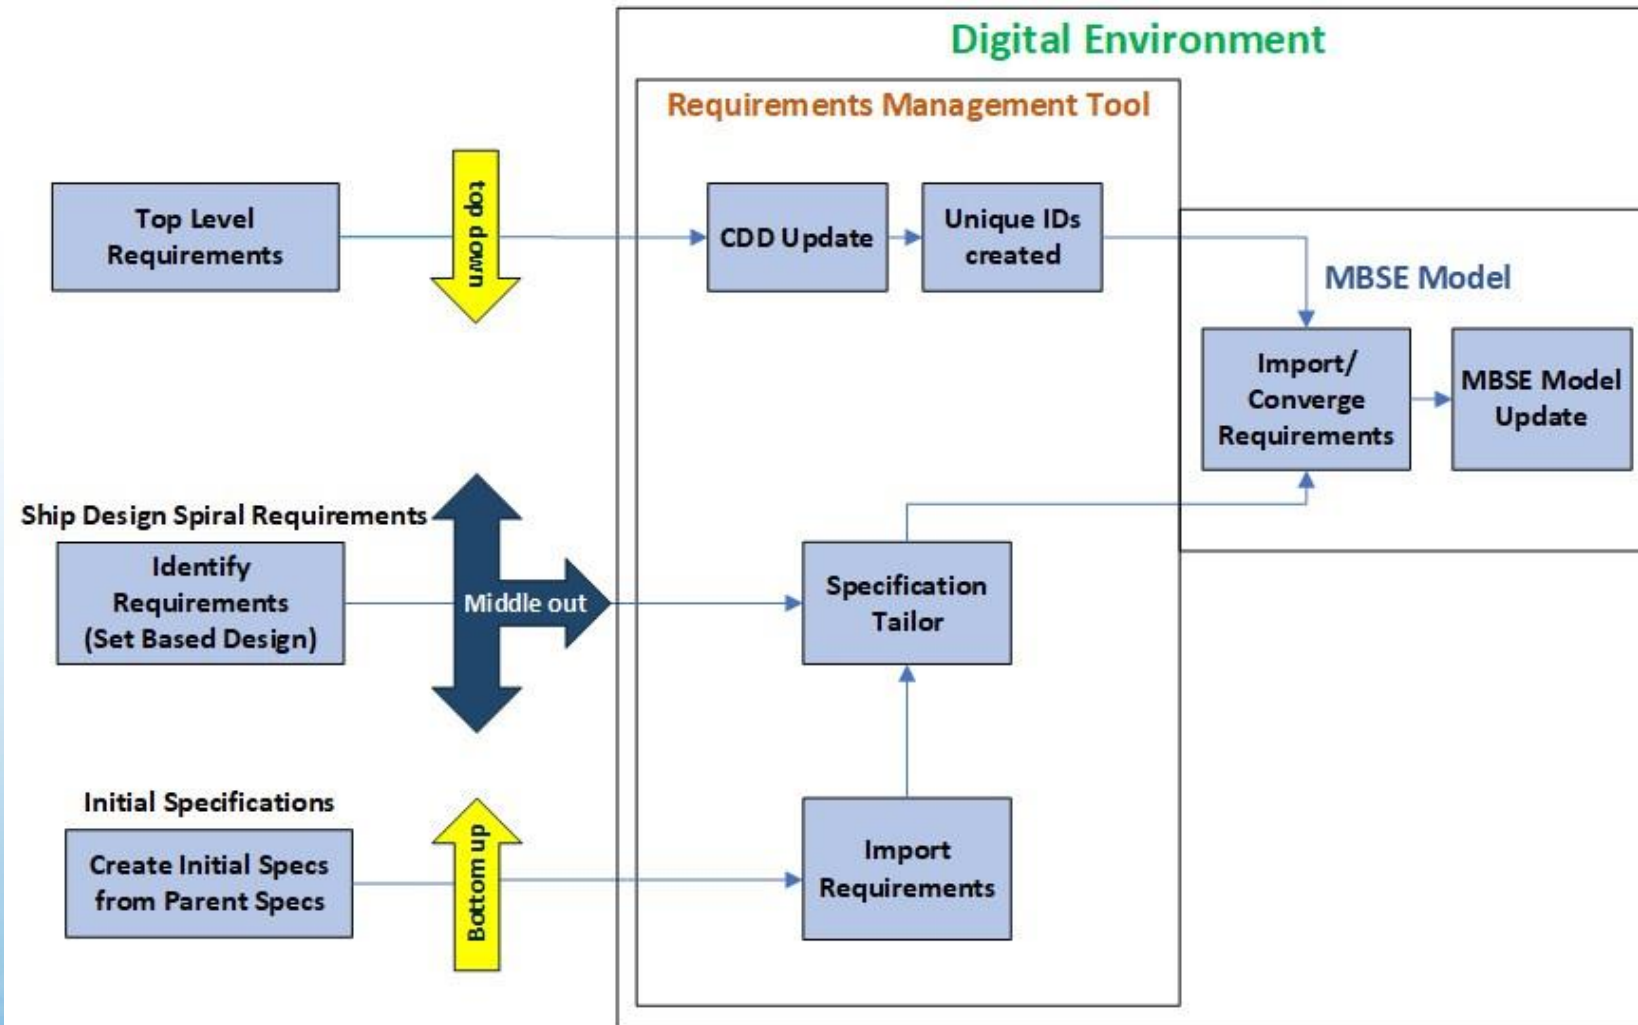 Digital Environment
Requirements Management Tool
Top Level
Requirements
top down
CDD Update
Unique IDs
created
MBSE Model
Import/
Converge
Requirements
MBSE Model
Update
Ship Design Spiral Requirements
Identify
Requirements
(Set Based Design)
Middle out
Specification
Tailor
Initial Specifications
Create Initial Specs
from Parent Specs
Bottom up
Import
Requirements